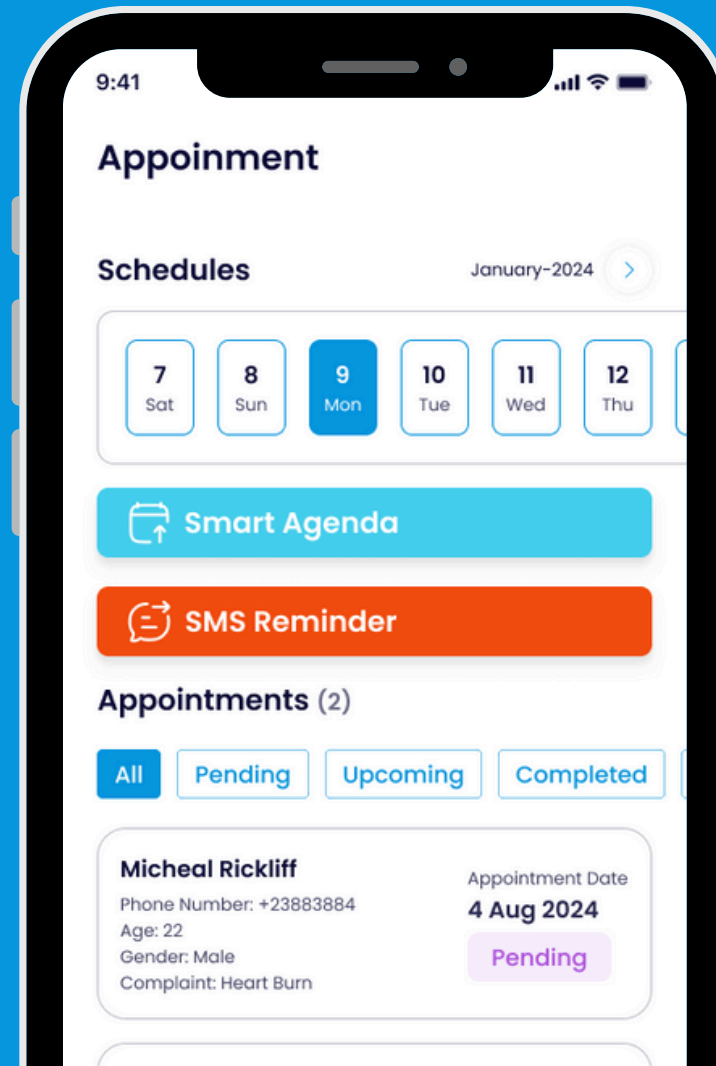 9:41
Appoinment
Schedules
January-2024
7 8 9 10 11 12
Sat Sun Mon Tue Wed Thu
Smart Agenda
SMS Reminder
Appointments (2)
All Pending Upcoming Completed
Micheal Rickliff
Phone Number: +23883884
Age: 22
Gender: Male
Complaint: Heart Burn
Appointment Date
4 Aug 2024
Pending